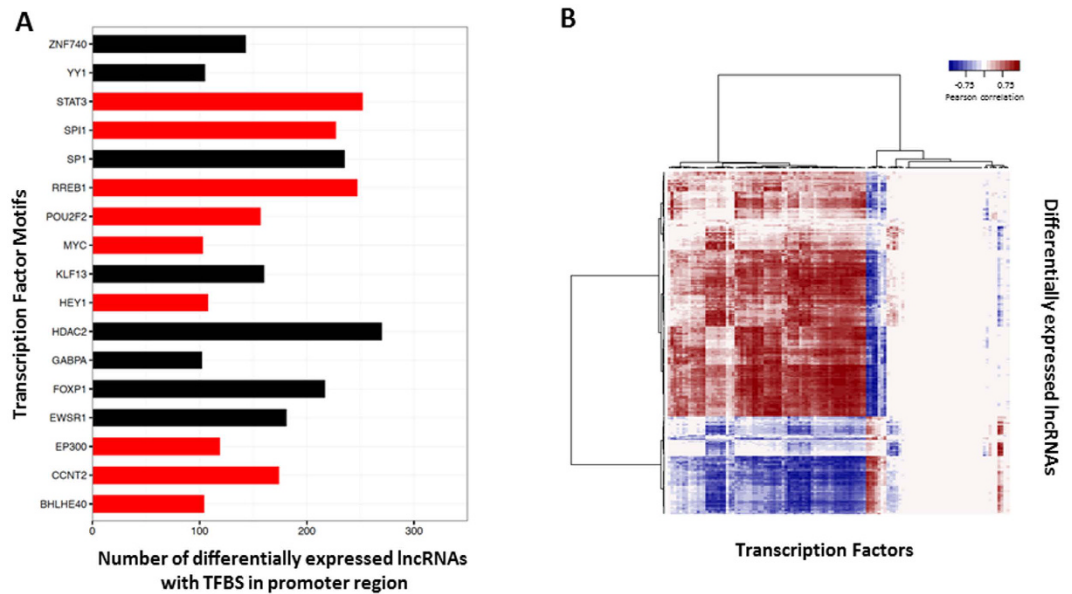 A
Transcription Factor Motifs
ZNF740
YY1
STAT3
SPI1
SP1
RREB1
POU2F2
MYC
KLF13
HEY1
HDAC2
GABPA
FOXP1
EWSR1
EP300
CCNT2
BHLHE40
0 100 200 300
Number of differentially expressed lncRNAs
with TFBS in promoter region
B
-0.75 0.75
Pearson correlation
Differentially expressed lncRNAs
Transcription Factors